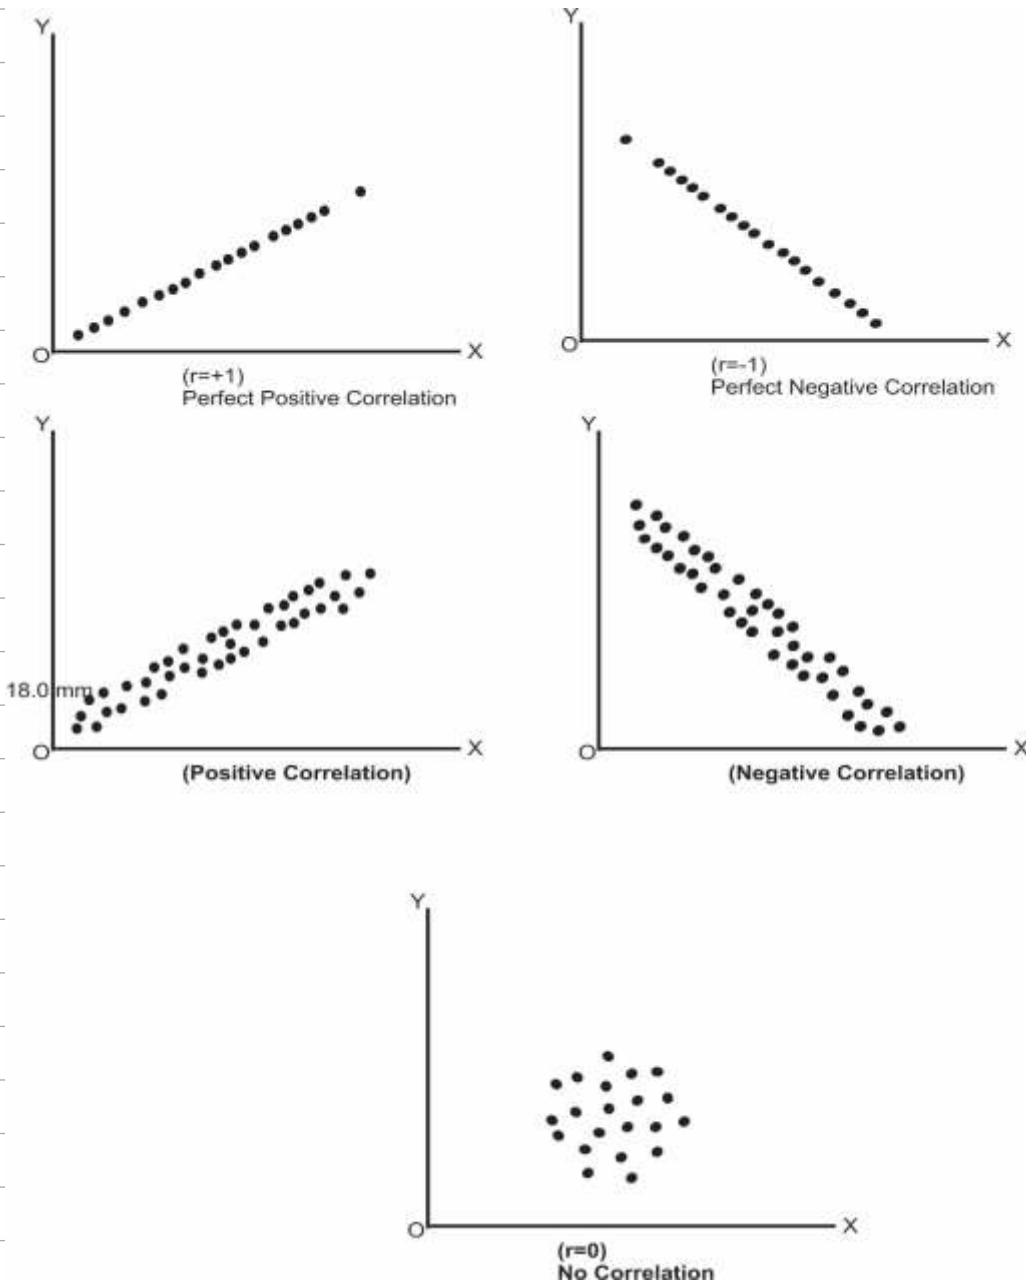 Y
Y
O
X
(r=+1)
Perfect Positive Correlation
O
X
(r=-1)
Perfect Negative Correlation
Y
Y
18.0 mm
O
X
(Positive Correlation)
O
X
(Negative Correlation)
Y
O
X
(r=0)
No Correlation